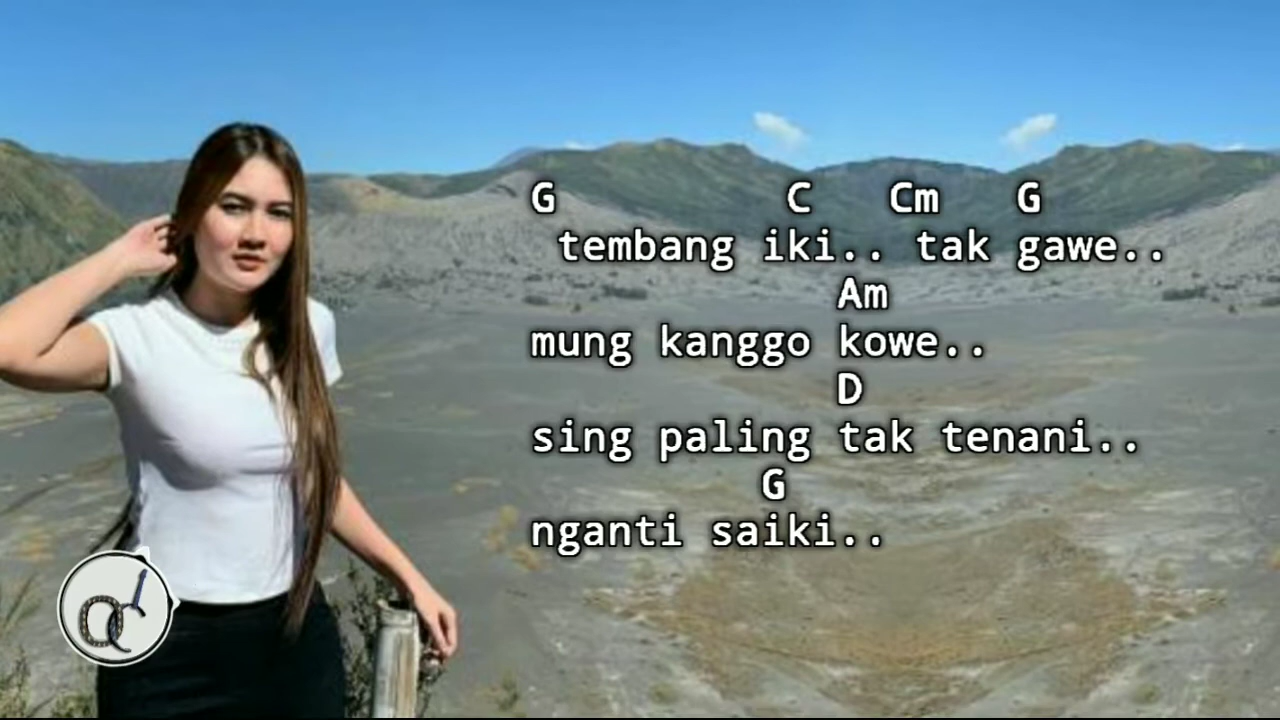 G C Cm G
tembang iki.. tak gawe..
Am
mung kanggo kowe..
D
sing paling tak tenani..
G
nganti saiki..